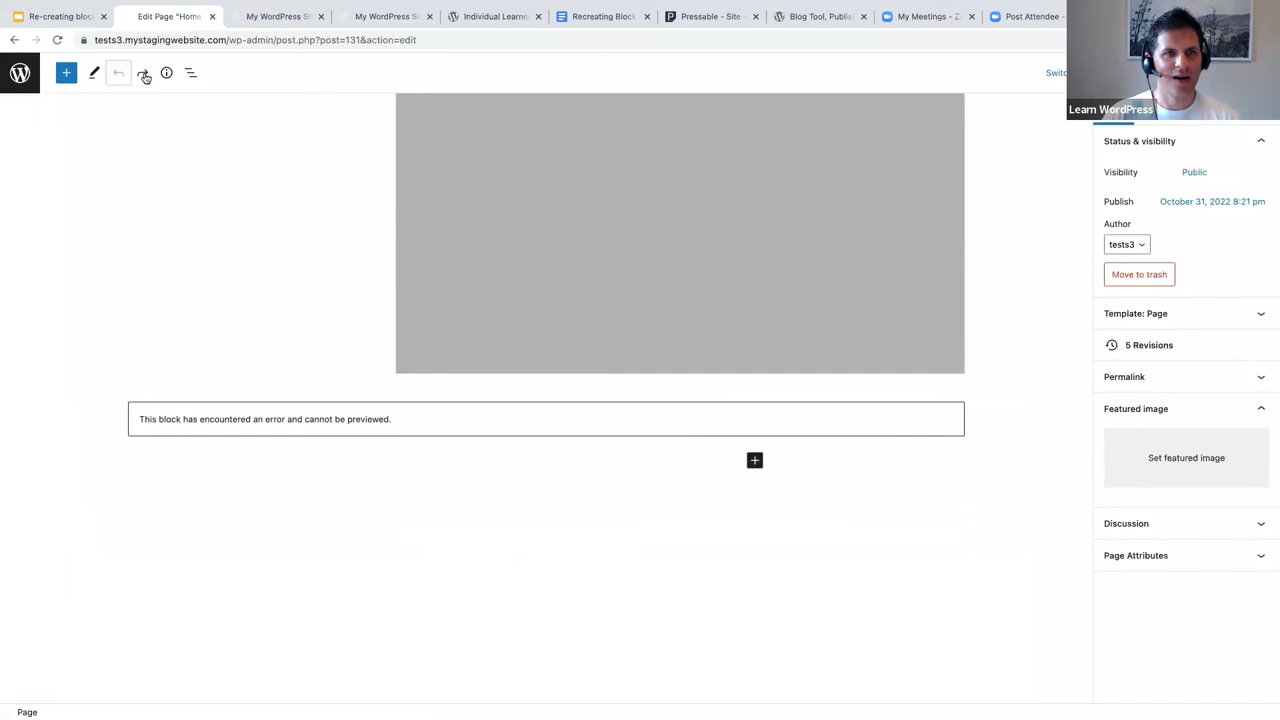 Re-creating block
Edit Page "Home
My WordPress Si
My WordPress Si
Individual Learne
Recreating Block
Pressable - Site -
Blog Tool, Publis
My Meetings - Z
Post Attendee -
tests3.mystagingwebsite.com/wp-admin/post.php?post=131&action=edit
Switc
Learn WordPress
Status & visibility
Visibility Public
Publish October 31, 2022 8:21 pm
Author
tests3
Move to trash
Template: Page
5 Revisions
Permalink
Featured image
Set featured image
Discussion
Page Attributes
This block has encountered an error and cannot be previewed.
Page